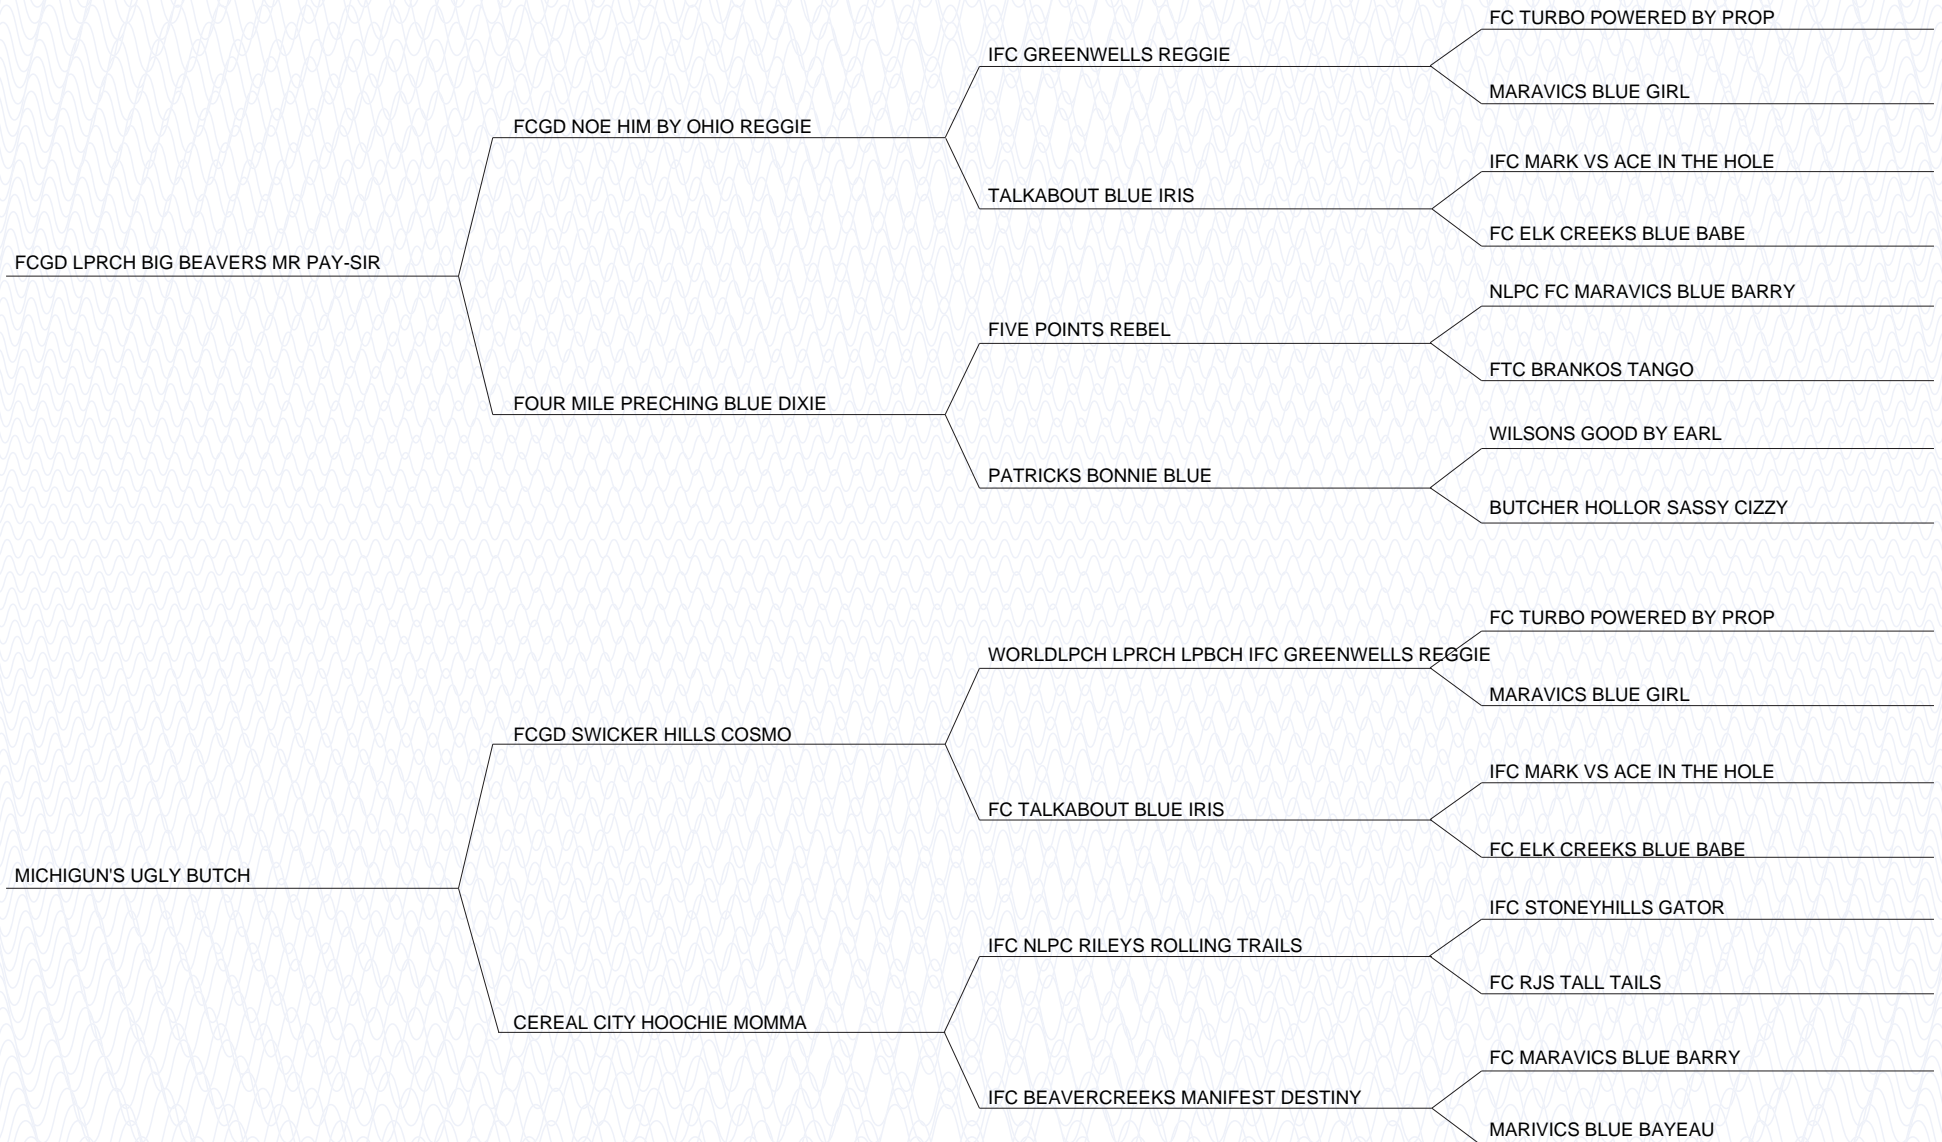 FC TURBO POWERED BY PROP
IFC GREENWELLS REGGIE
MARAVICS BLUE GIRL
FCGD NOE HIM BY OHIO REGGIE
IFC MARK VS ACE IN THE HOLE
TALKABOUT BLUE IRIS
FC ELK CREEKS BLUE BABE
FCGD LPRCH BIG BEAVERS MR PAY-SIR
NLPC FC MARAVICS BLUE BARRY
FIVE POINTS REBEL
FTC BRANKOS TANGO
FOUR MILE PRECHING BLUE DIXIE
WILSONS GOOD BY EARL
PATRICKS BONNIE BLUE
BUTCHER HOLLOR SASSY CIZZY
FC TURBO POWERED BY PROP
WORLDLPCH LPRCH LPBCH IFC GREENWELLS REGGIE
MARAVICS BLUE GIRL
FCGD SWICKER HILLS COSMO
IFC MARK VS ACE IN THE HOLE
FC TALKABOUT BLUE IRIS
FC ELK CREEKS BLUE BABE
MICHIGUN'S UGLY BUTCH
IFC STONEYHILLS GATOR
IFC NLPC RILEYS ROLLING TRAILS
FC RJS TALL TAILS
CEREAL CITY HOOCHIE MOMMA
FC MARAVICS BLUE BARRY
IFC BEAVERCREEKS MANIFEST DESTINY
MARIVICS BLUE BAYEAU